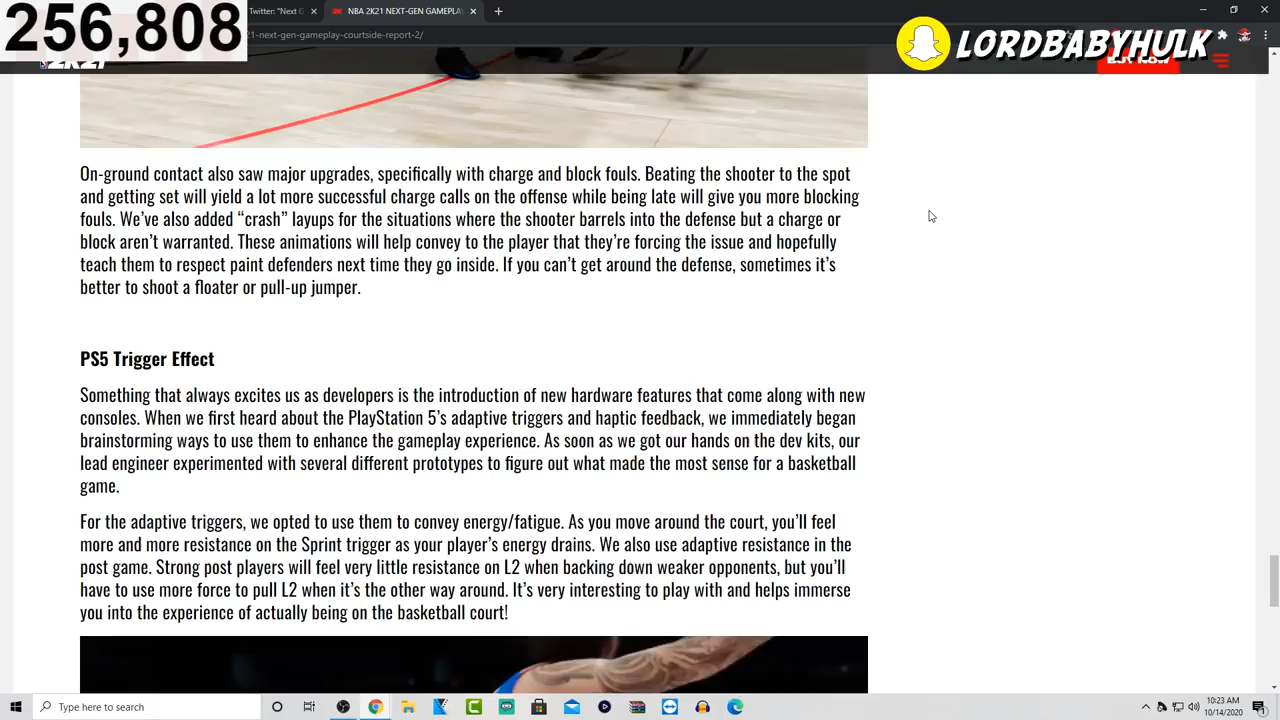 256,808
Twitter: "Next G
NBA 2K21 NEXT-GEN GAMEPLAY
21-next-gen-gameplay-courtside-report-2/
LORDBABYHULK
2K21
BUY NOW
On-ground contact also saw major upgrades, specifically with charge and block fouls. Beating the shooter to the spot
and getting set will yield a lot more successful charge calls on the offense while being late will give you more blocking
fouls. We've also added “crash” layups for the situations where the shooter barrels into the defense but a charge or
block aren't warranted. These animations will help convey to the player that they're forcing the issue and hopefully
teach them to respect paint defenders next time they go inside. If you can't get around the defense, sometimes it's
better to shoot a floater or pull-up jumper.
PS5 Trigger Effect
Something that always excites us as developers is the introduction of new hardware features that come along with new
consoles. When we first heard about the PlayStation 5's adaptive triggers and haptic feedback, we immediately began
brainstorming ways to use them to enhance the gameplay experience. As soon as we got our hands on the dev kits, our
lead engineer experimented with several different prototypes to figure out what made the most sense for a basketball
game.
For the adaptive triggers, we opted to use them to convey energy/fatigue. As you move around the court, you'll feel
more and more resistance on the Sprint trigger as your player's energy drains. We also use adaptive resistance in the
post game. Strong post players will feel very little resistance on L2 when backing down weaker opponents, but you'll
have to use more force to pull L2 when it's the other way around. It's very interesting to play with and helps immerse
you into the experience of actually being on the basketball court!
Type here to search
10:23 AM
10/14/2020